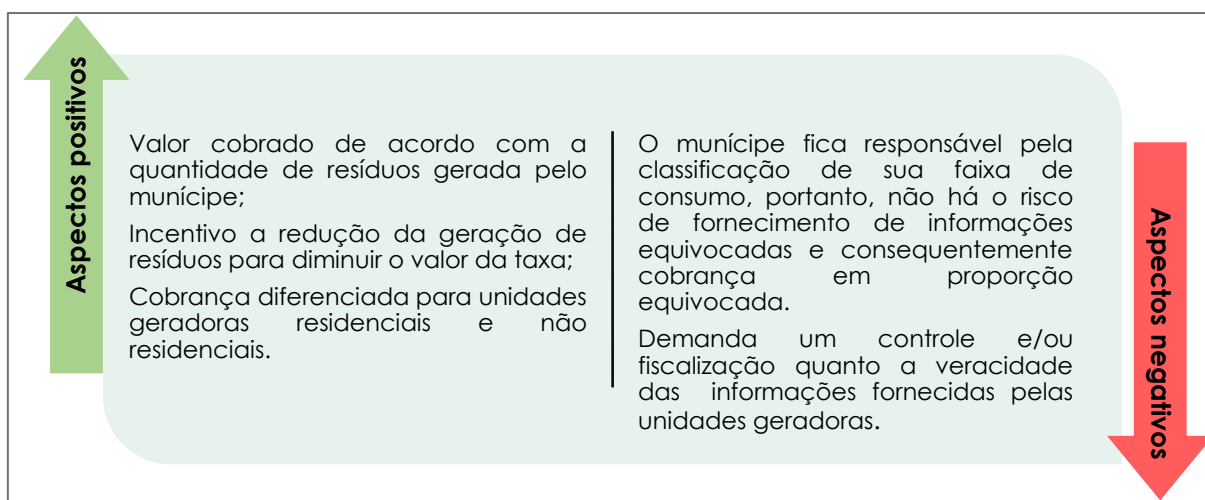 Aspectos positivos
Valor cobrado de acordo com a
quantidade de resíduos gerada pelo
munícipe;
Incentivo a redução da geração de
resíduos para diminuir o valor da taxa;
Cobrança diferenciada para unidades
geradoras residenciais e não
residenciais.
O munícipe fica responsável pela
classificação de sua faixa de
consumo, portanto, não há o risco
de fornecimento de informações
equivocadas e consequentemente
cobrança em proporção
equivocada.
Demanda um controle e/ou
fiscalização quanto a veracidade
das informações fornecidas pelas
unidades geradoras.
Aspectos negativos